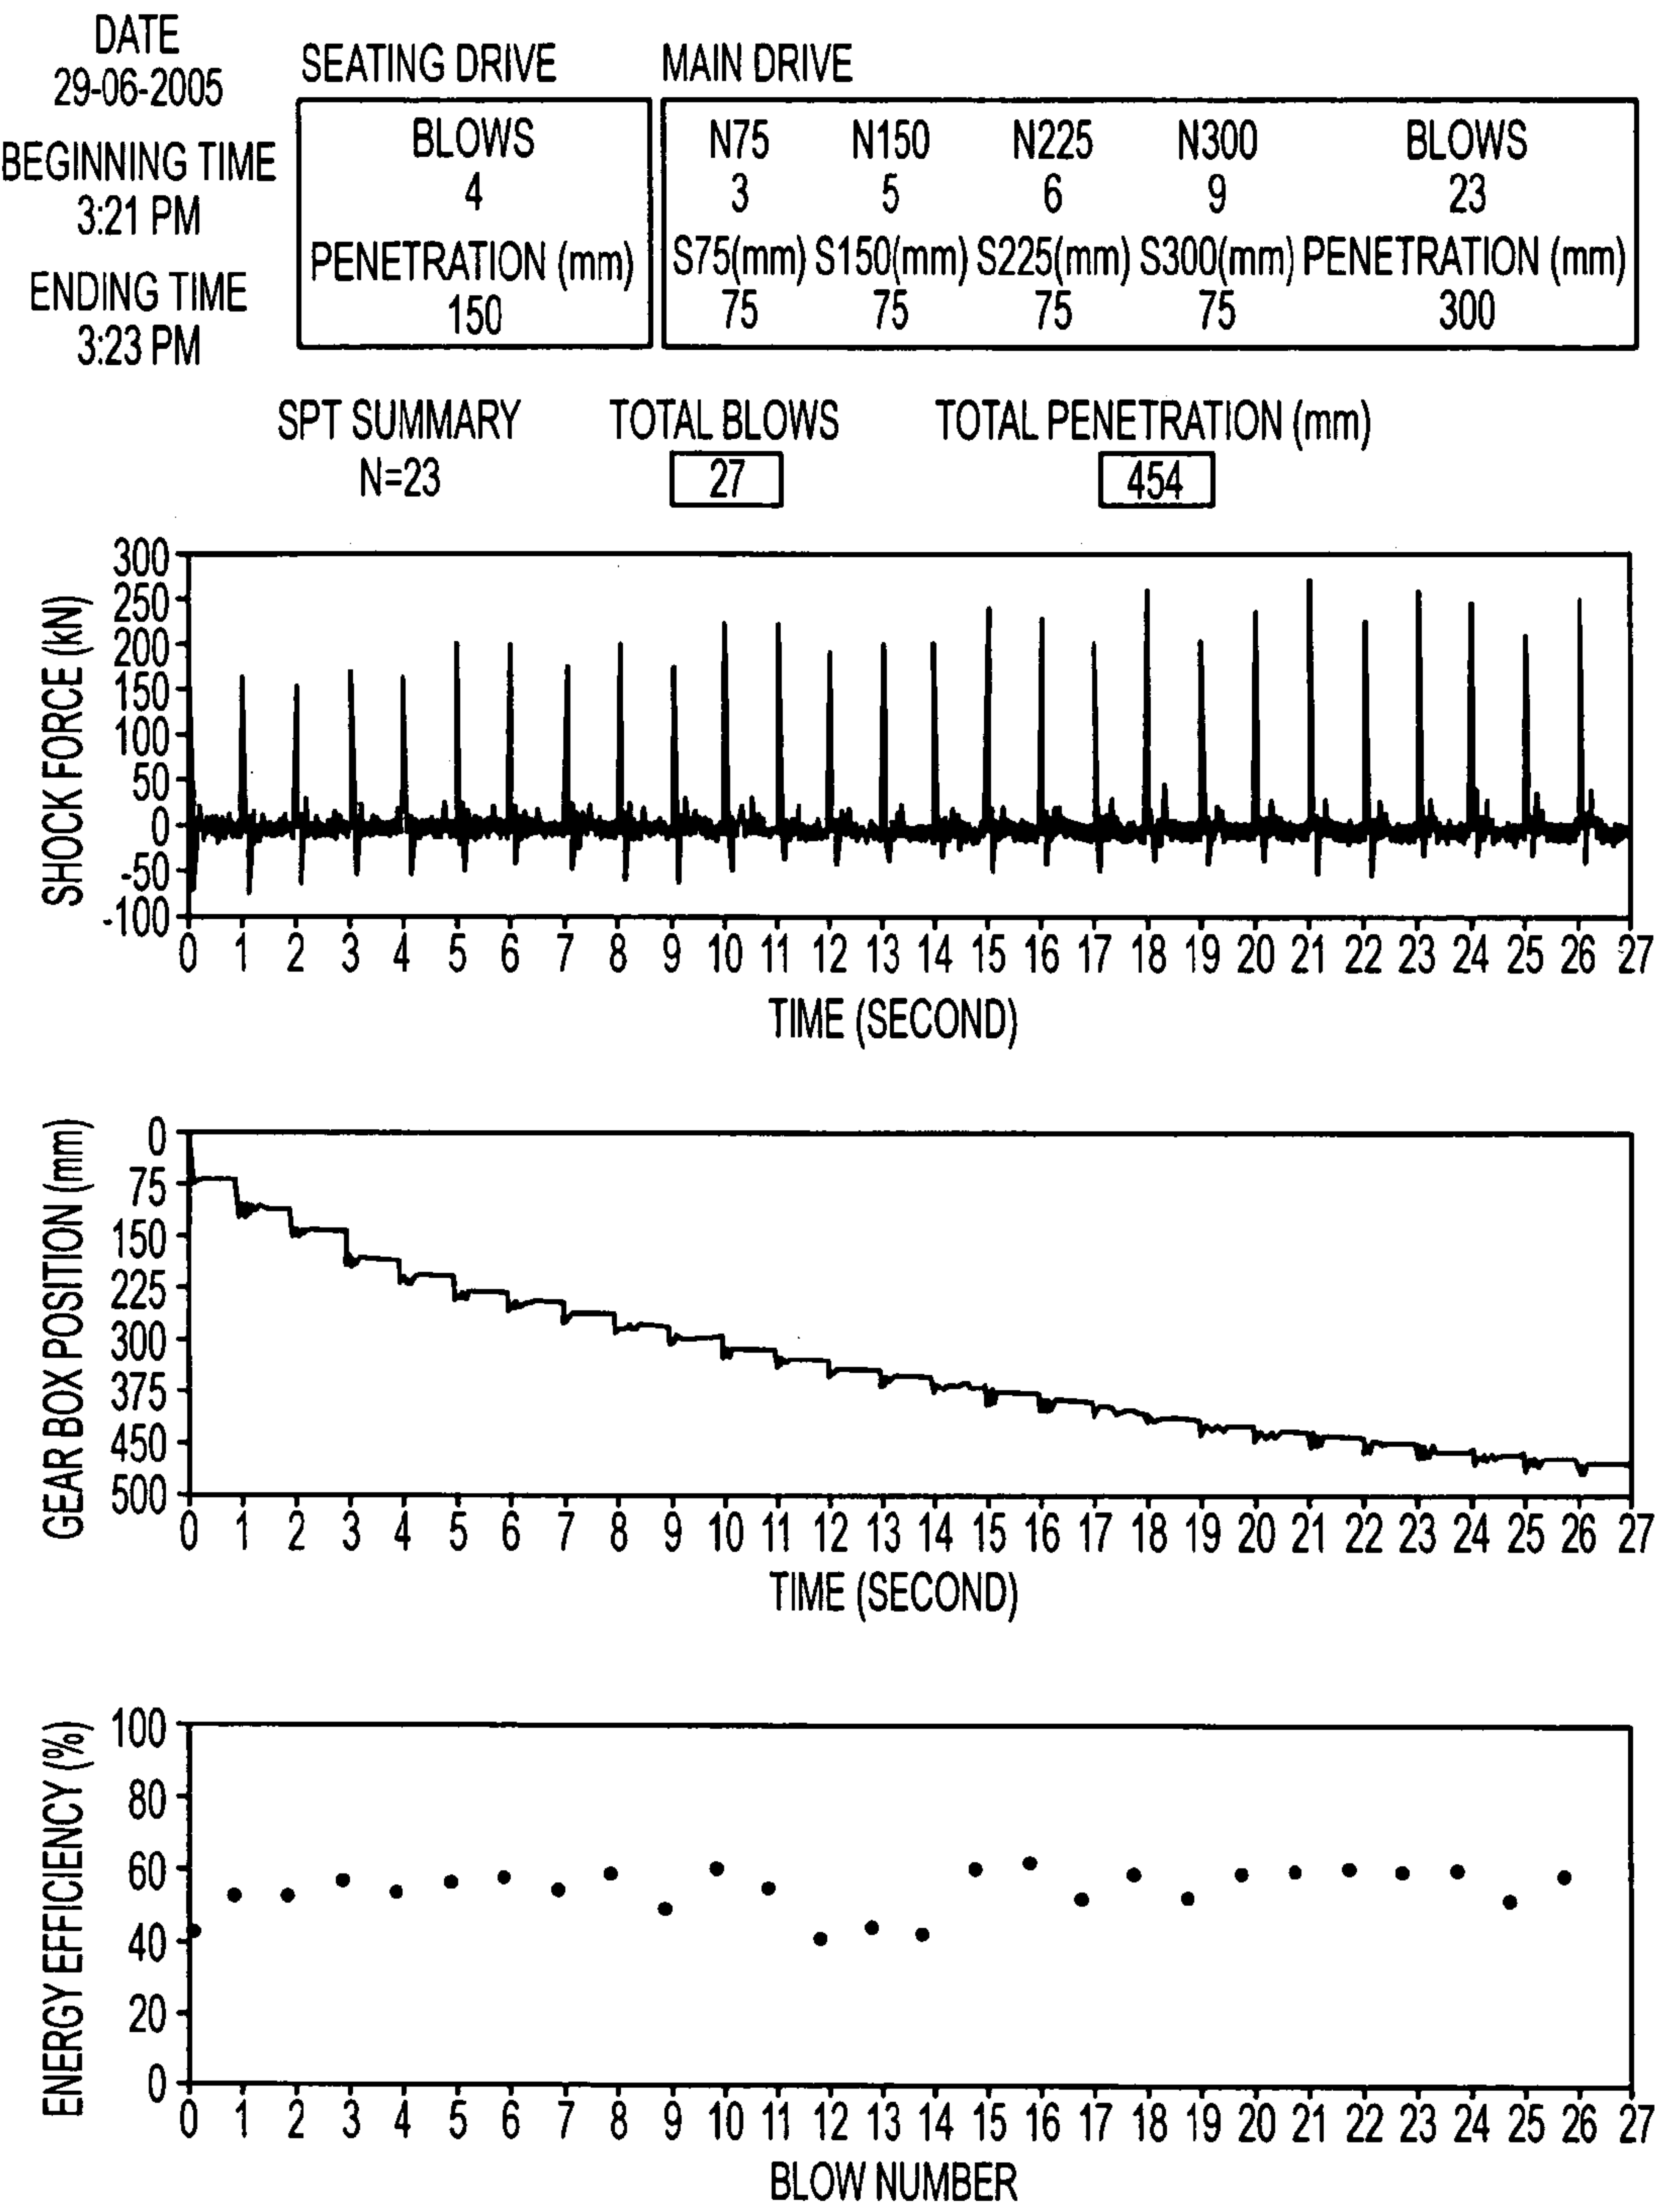 DATE
29-06-2005
BEGINNING TIME
3:21 PM
ENDING TIME
3:23 PM
SEATING DRIVE
BLOWS
4
PENETRATION (mm)
150
MAIN DRIVE
N75 N150 N225 N300 BLOWS
3 5 6 9 23
S75(mm) S150(mm) S225(mm) S300(mm) PENETRATION (mm)
75 75 75 75 300
SPT SUMMARY TOTAL BLOWS TOTAL PENETRATION (mm)
N=23 27 454
SHOCK FORCE (kN)
300
250
200
150
100
50
0
-50
-100
0 1 2 3 4 5 6 7 8 9 10 11 12 13 14 15 16 17 18 19 20 21 22 23 24 25 26 27
TIME (SECOND)
GEAR BOX POSITION (mm)
0
75
150
225
300
375
450
500
0 1 2 3 4 5 6 7 8 9 10 11 12 13 14 15 16 17 18 19 20 21 22 23 24 25 26 27
TIME (SECOND)
ENERGY EFFICIENCY (%)
100
80
60
40
20
0
0 1 2 3 4 5 6 7 8 9 10 11 12 13 14 15 16 17 18 19 20 21 22 23 24 25 26 27
BLOW NUMBER